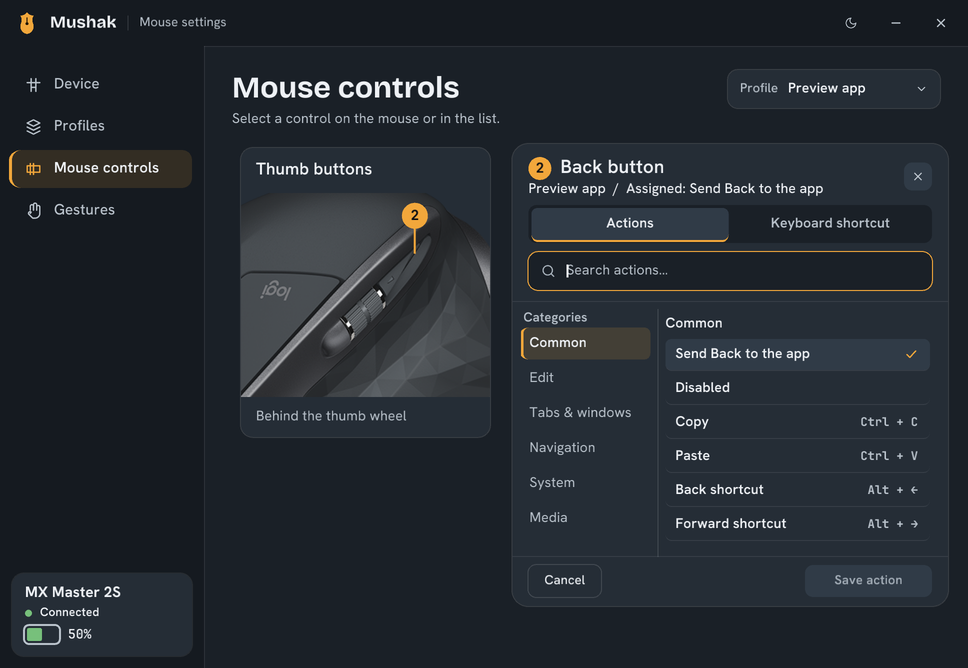 Mushak
Mouse settings
Device
Profiles
Mouse controls
Gestures
MX Master 2S
Connected
50%
Mouse controls
Select a control on the mouse or in the list.
Profile Preview app
Thumb buttons
2
logi
Behind the thumb wheel
2 Back button
Preview app / Assigned: Send Back to the app
Actions
Keyboard shortcut
Search actions...
Categories
Common
Edit
Tabs & windows
Navigation
System
Media
Common
Send Back to the app
Disabled
Copy Ctrl + C
Paste Ctrl + V
Back shortcut Alt + ←
Forward shortcut Alt + →
Cancel
Save action